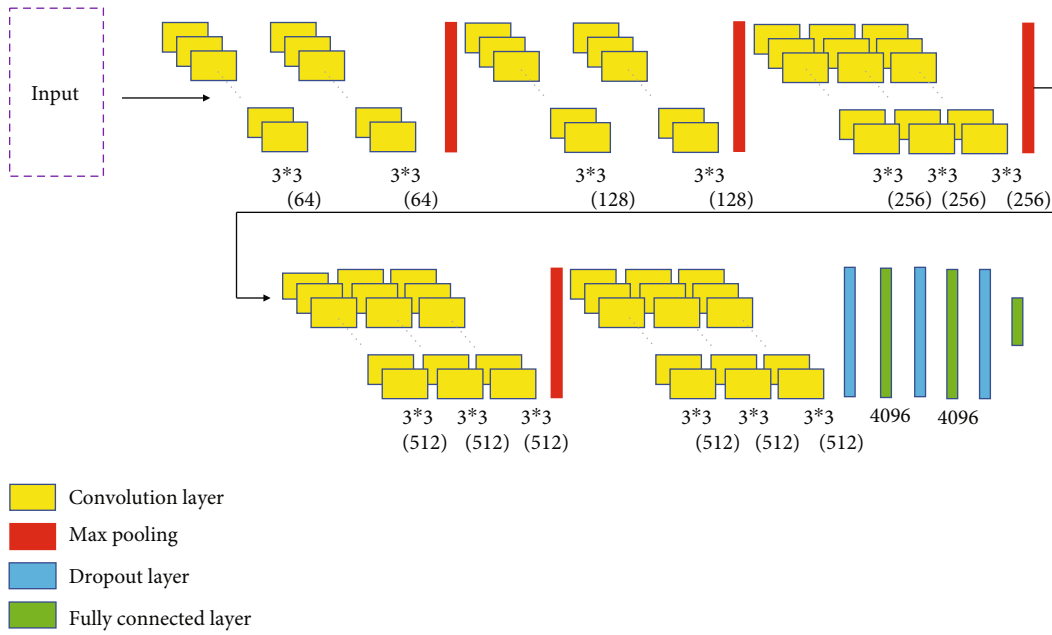 Input
3*3 3*3 3*3 3*3 3*3 3*3 3*3
(64) (64) (128) (128) (256) (256) (256)
3*3 3*3 3*3 3*3 3*3 3*3 4096 4096
(512) (512) (512) (512) (512) (512)
Convolution layer
Max pooling
Dropout layer
Fully connected layer